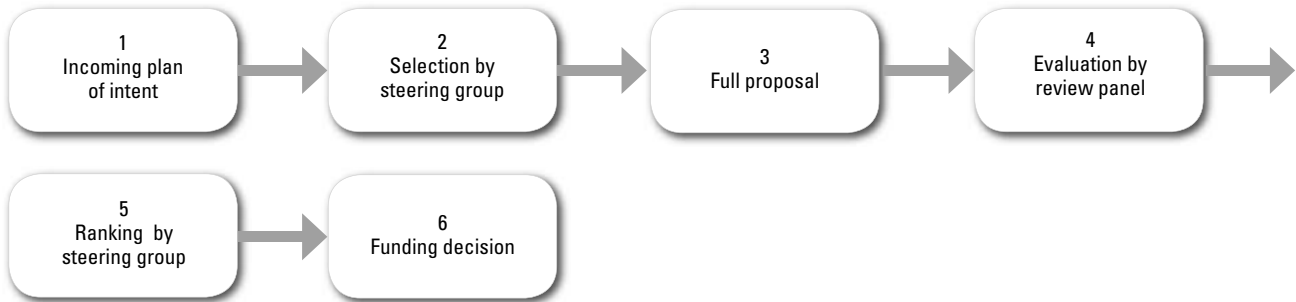 1
Incoming plan
of intent
2
Selection by
steering group
3
Full proposal
4
Evaluation by
review panel
5
Ranking by
steering group
6
Funding decision